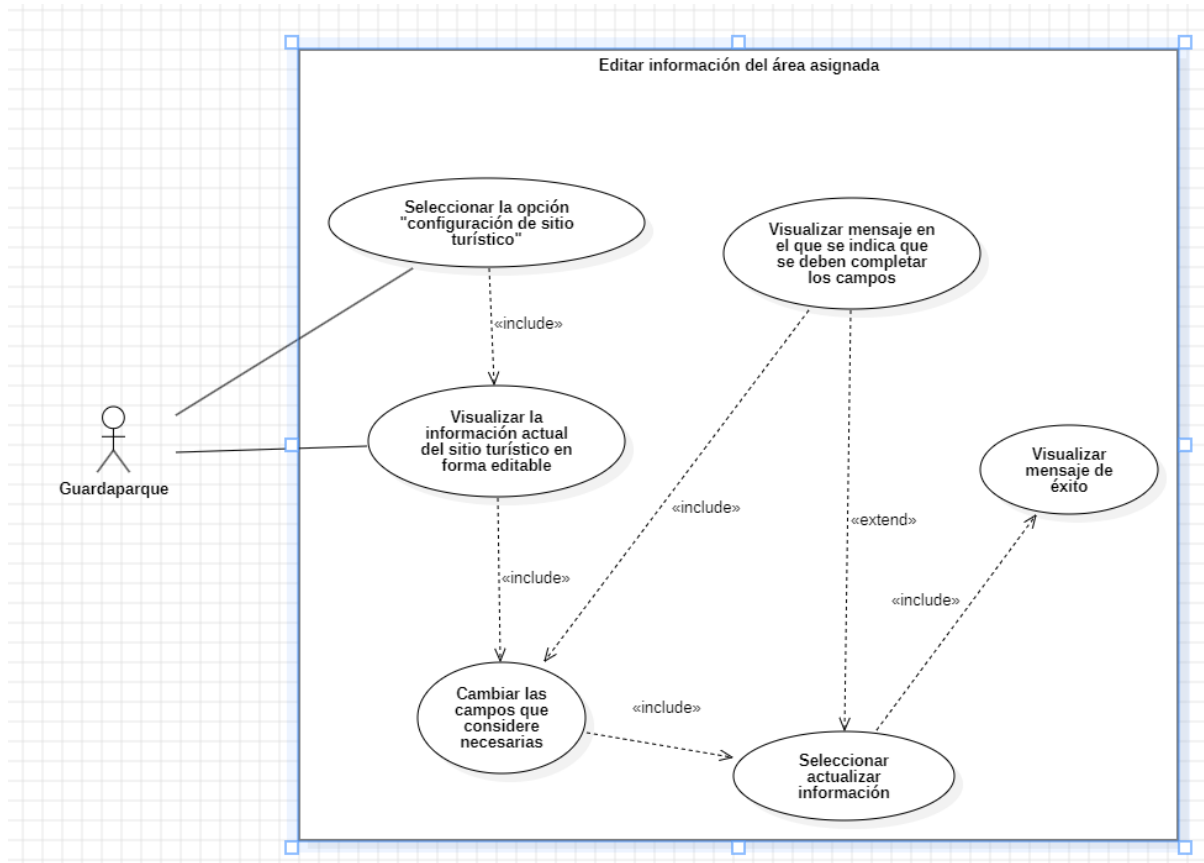 Editar información del área asignada
Seleccionar la opción
"configuración de sitio
turístico"
Visualizar mensaje en
el que se indica que
se deben completar
los campos
«include»
Visualizar la
información actual
del sitio turístico en
forma editable
Guardaparque
Visualizar
mensaje de
éxito
«include»
«extend»
«include»
«include»
Cambiar las
campos que
considere
necesarias
«include»
Seleccionar
actualizar
información